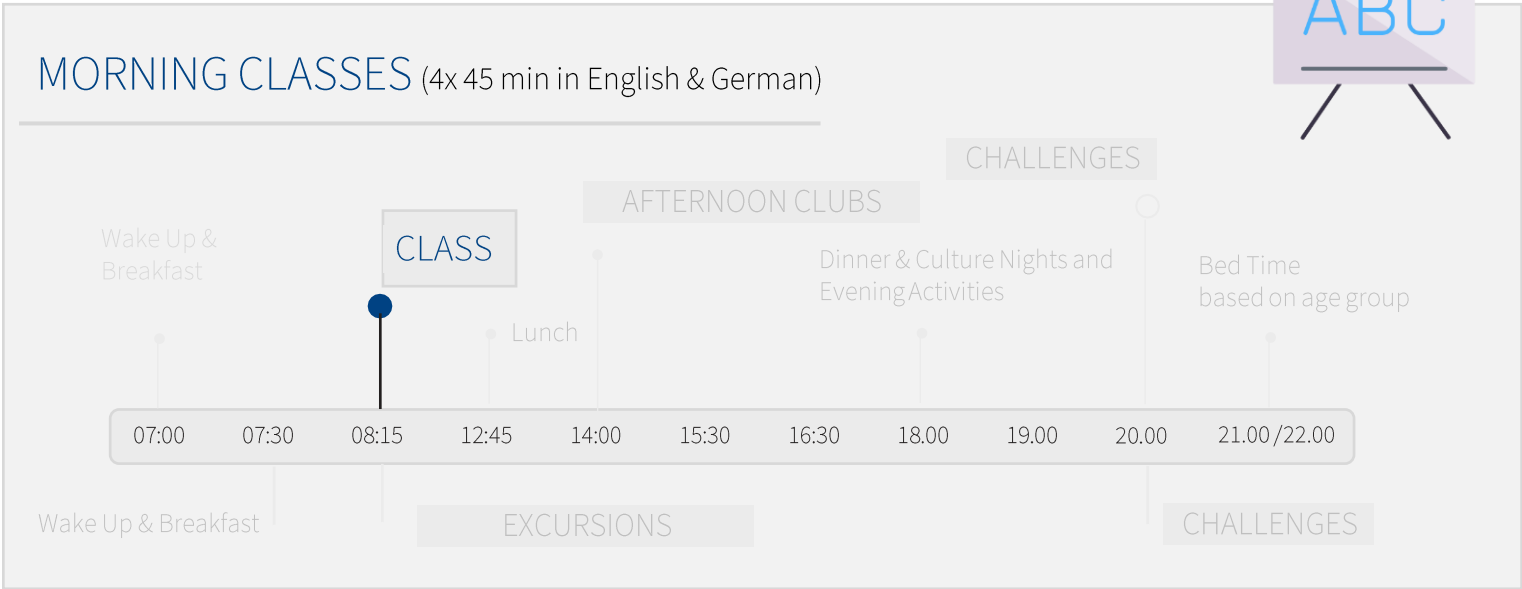 ABC
MORNING CLASSES (4x 45 min in English & German)
CHALLENGES
AFTERNOON CLUBS
Wake Up &
Breakfast
CLASS
Dinner & Culture Nights and
Evening Activities
Bed Time
based on age group
Lunch
07:00 07:30 08:15 12:45 14:00 15:30 16:30 18.00 19.00 20.00 21.00/22.00
Wake Up & Breakfast
EXCURSIONS
CHALLENGES